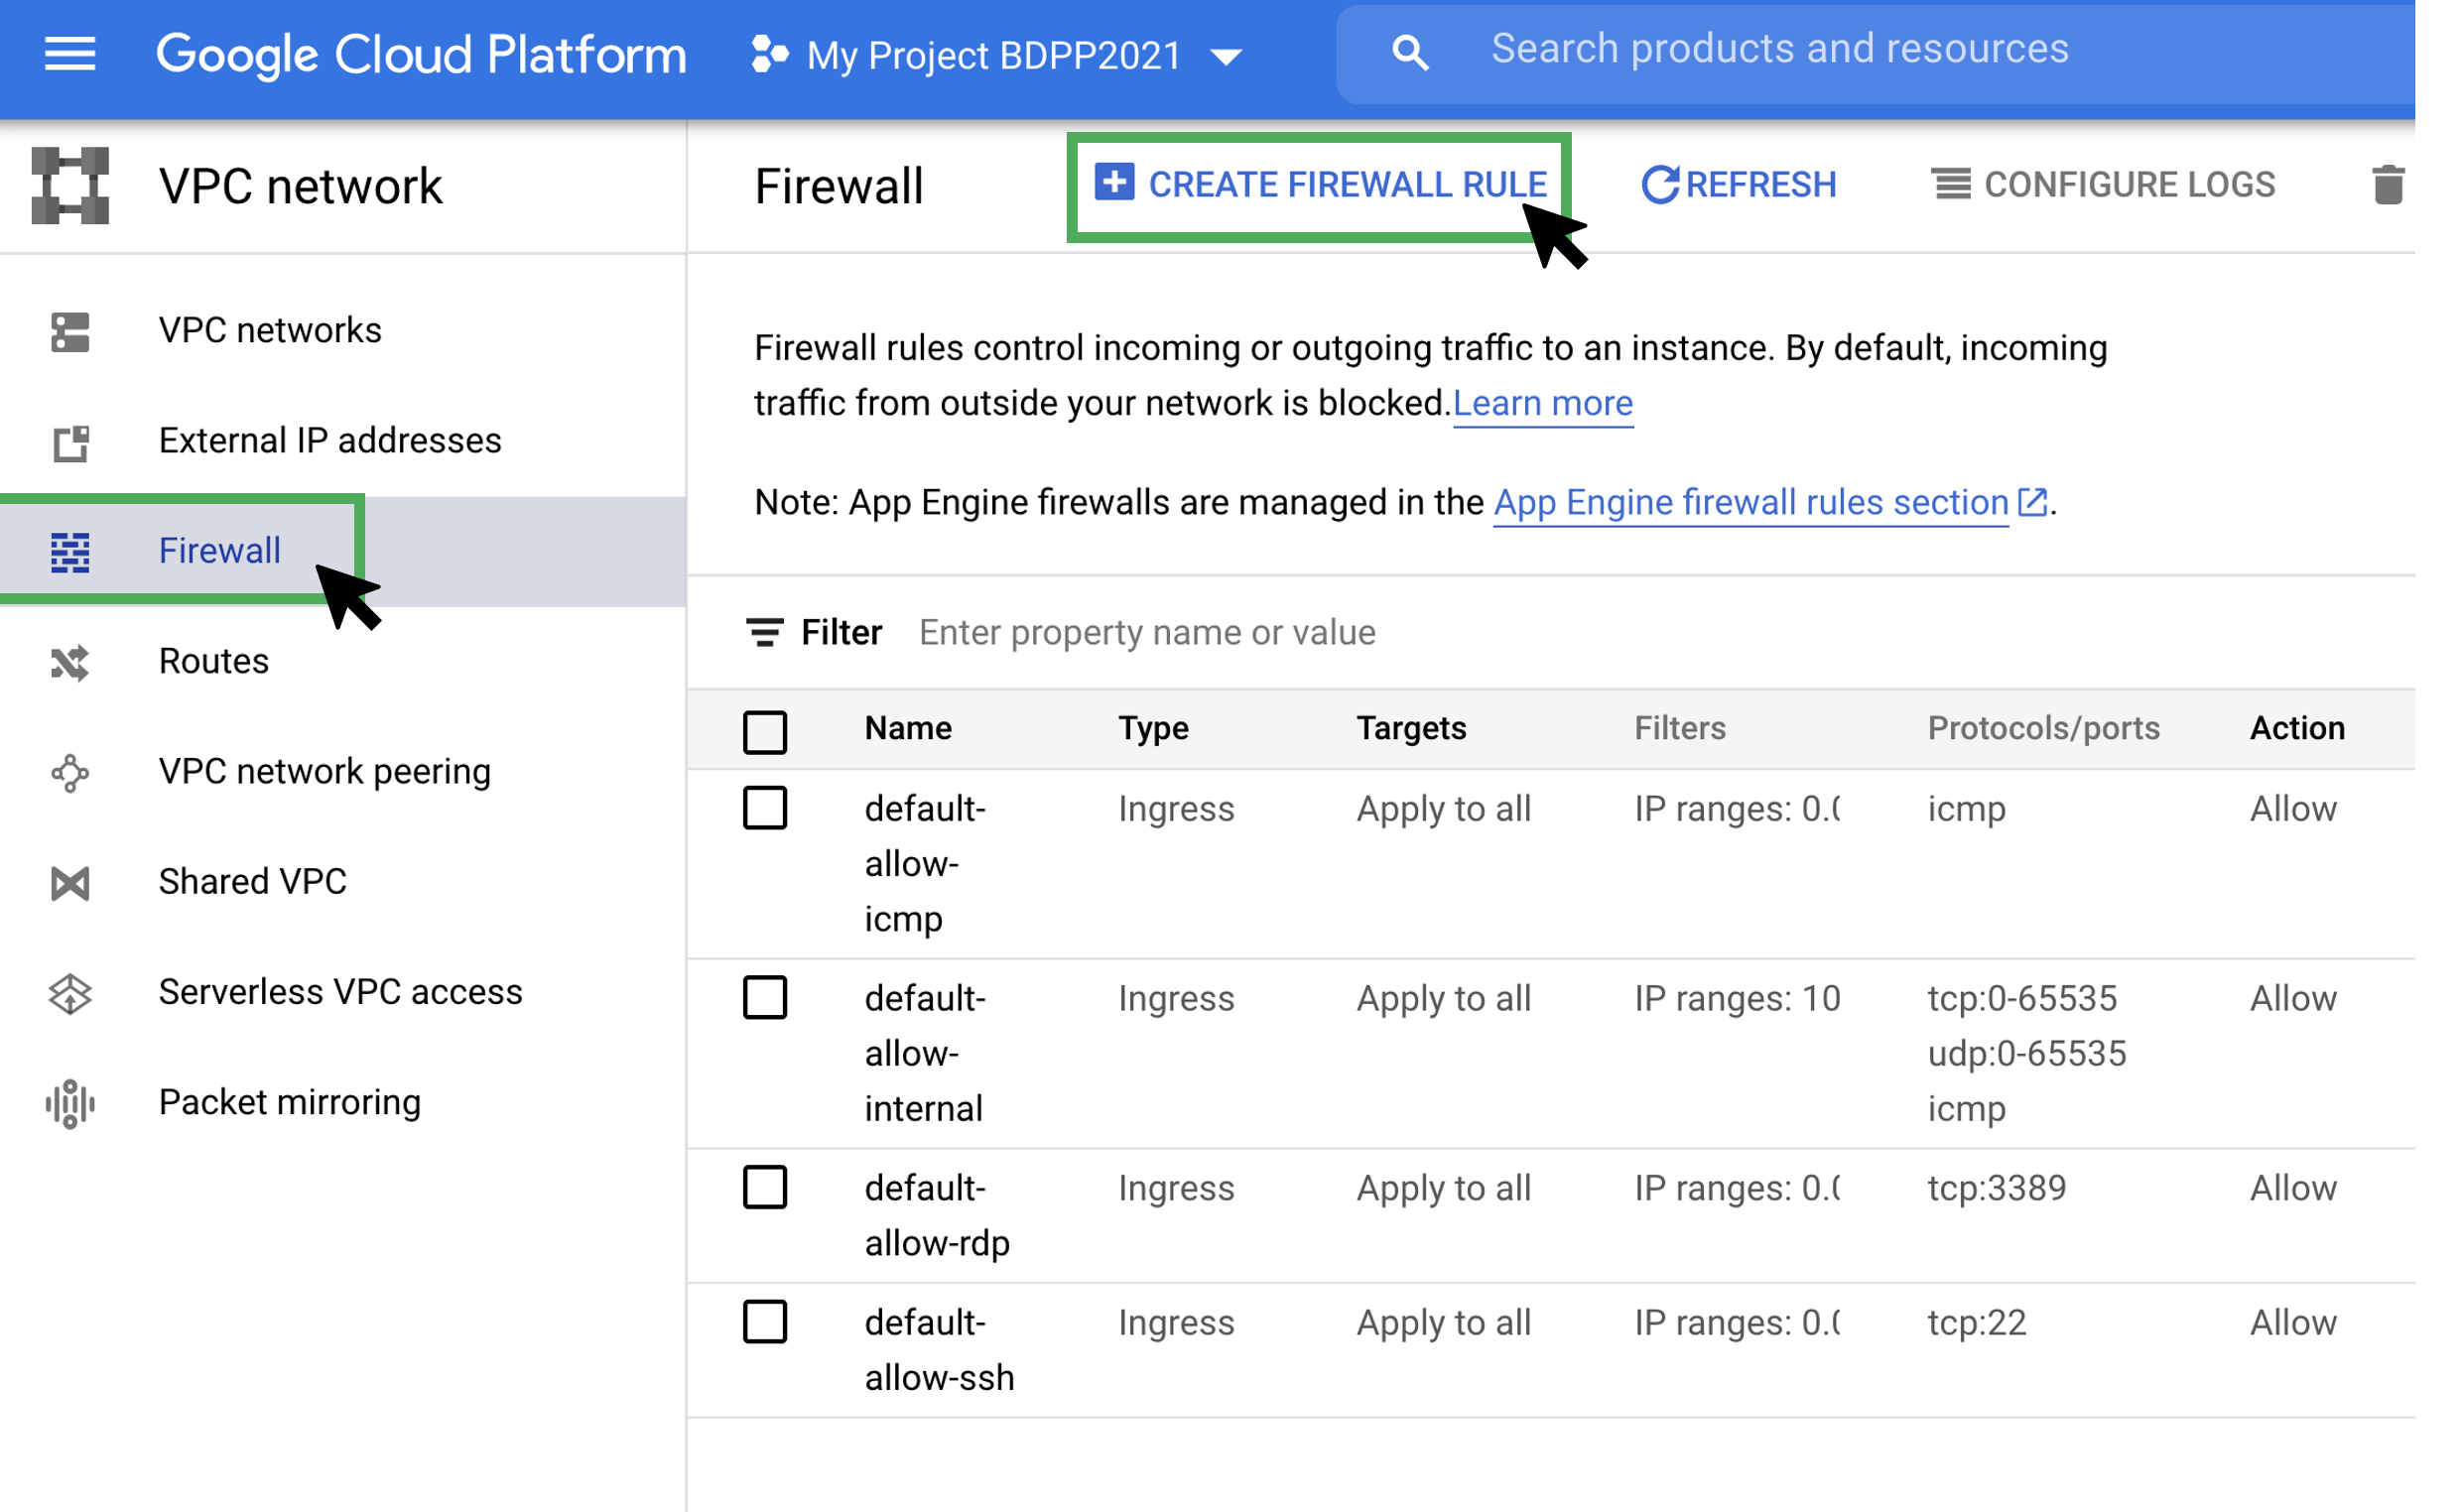 Google Cloud Platform
My Project BDPP2021
Search products and resources
VPC network
Firewall
CREATE FIREWALL RULE
REFRESH
CONFIGURE LOGS
VPC networks
External IP addresses
Firewall
Routes
VPC network peering
Shared VPC
Serverless VPC access
Packet mirroring
Firewall rules control incoming or outgoing traffic to an instance. By default, incoming
traffic from outside your network is blocked. Learn more
Note: App Engine firewalls are managed in the App Engine firewall rules section.
Filter Enter property name or value
Name Type Targets Filters Protocols/ports Action
default- Ingress Apply to all IP ranges: 0. icmp Allow
allow-
icmp
default- Ingress Apply to all IP ranges: 10 tcp:0-65535 Allow
allow- udp:0-65535
internal icmp
default- Ingress Apply to all IP ranges: 0. tcp:3389 Allow
allow-rdp
default- Ingress Apply to all IP ranges: 0. tcp:22 Allow
allow-ssh